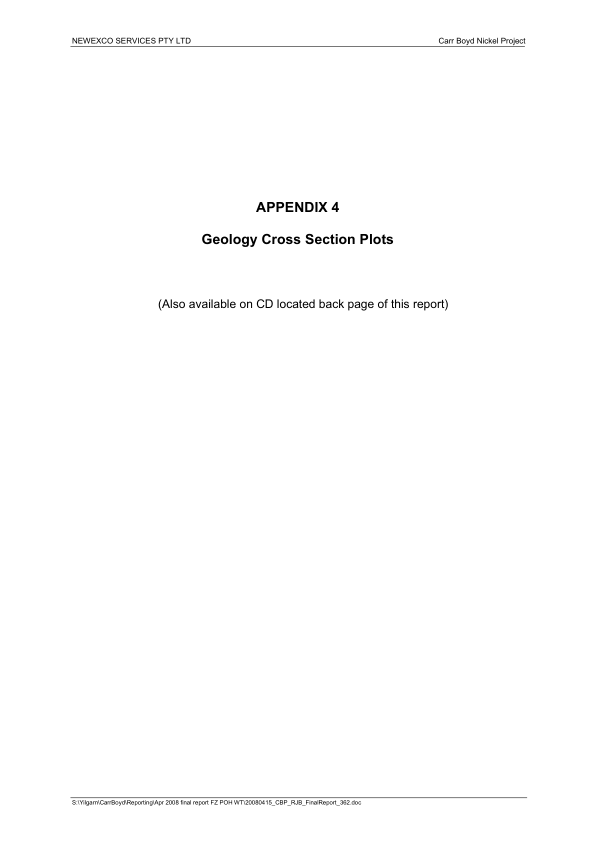 NEWEXCO SERVICES PTY LTD Carr Boyd Nickel Project
APPENDIX 4
Geology Cross Section Plots
(Also available on CD located back page of this report)
S:\Yilgarn\CarrBoyd\Reporting\Apr 2008 final report FZ POH WT\20080415_CBP_RJB_FinalReport_362.doc